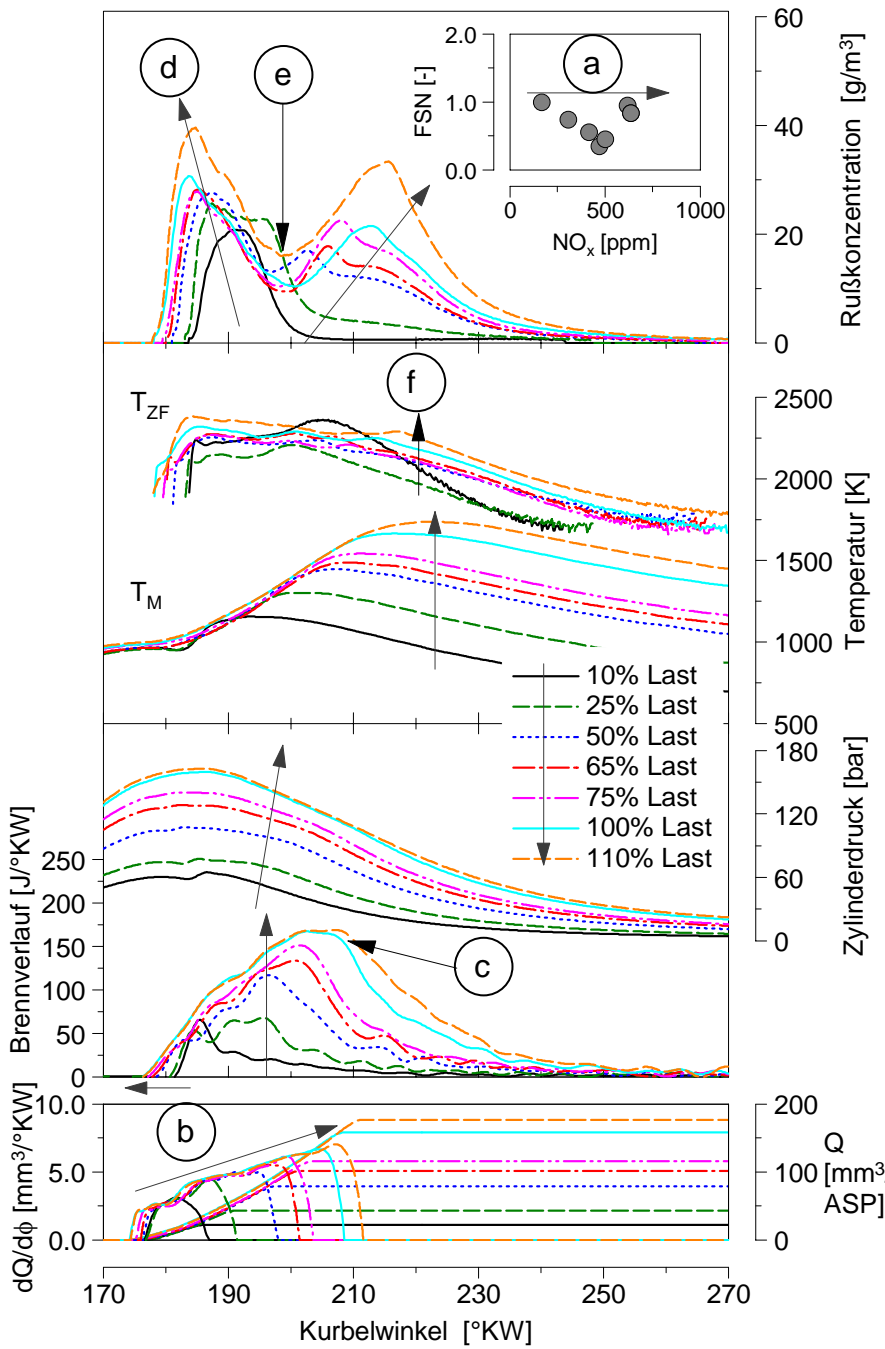 60
40
20
0
Rußkonzentration [g/m³]
2.0
1.0
0.0
FSN [-]
a
0
500
1000
NOx [ppm]
d
e
f
TZF
TM
2500
2000
1500
1000
500
Temperatur [K]
10% Last
25% Last
50% Last
65% Last
75% Last
100% Last
110% Last
180
120
60
0
Zylinderdruck [bar]
250
200
150
100
50
0
Brennverlauf [J/°KW]
c
b
10.0
5.0
0.0
dQ/dϕ [mm³/°KW]
200
100
0
Q
[mm³
ASP]
170
190
210
230
250
270
Kurbelwinkel [°KW]